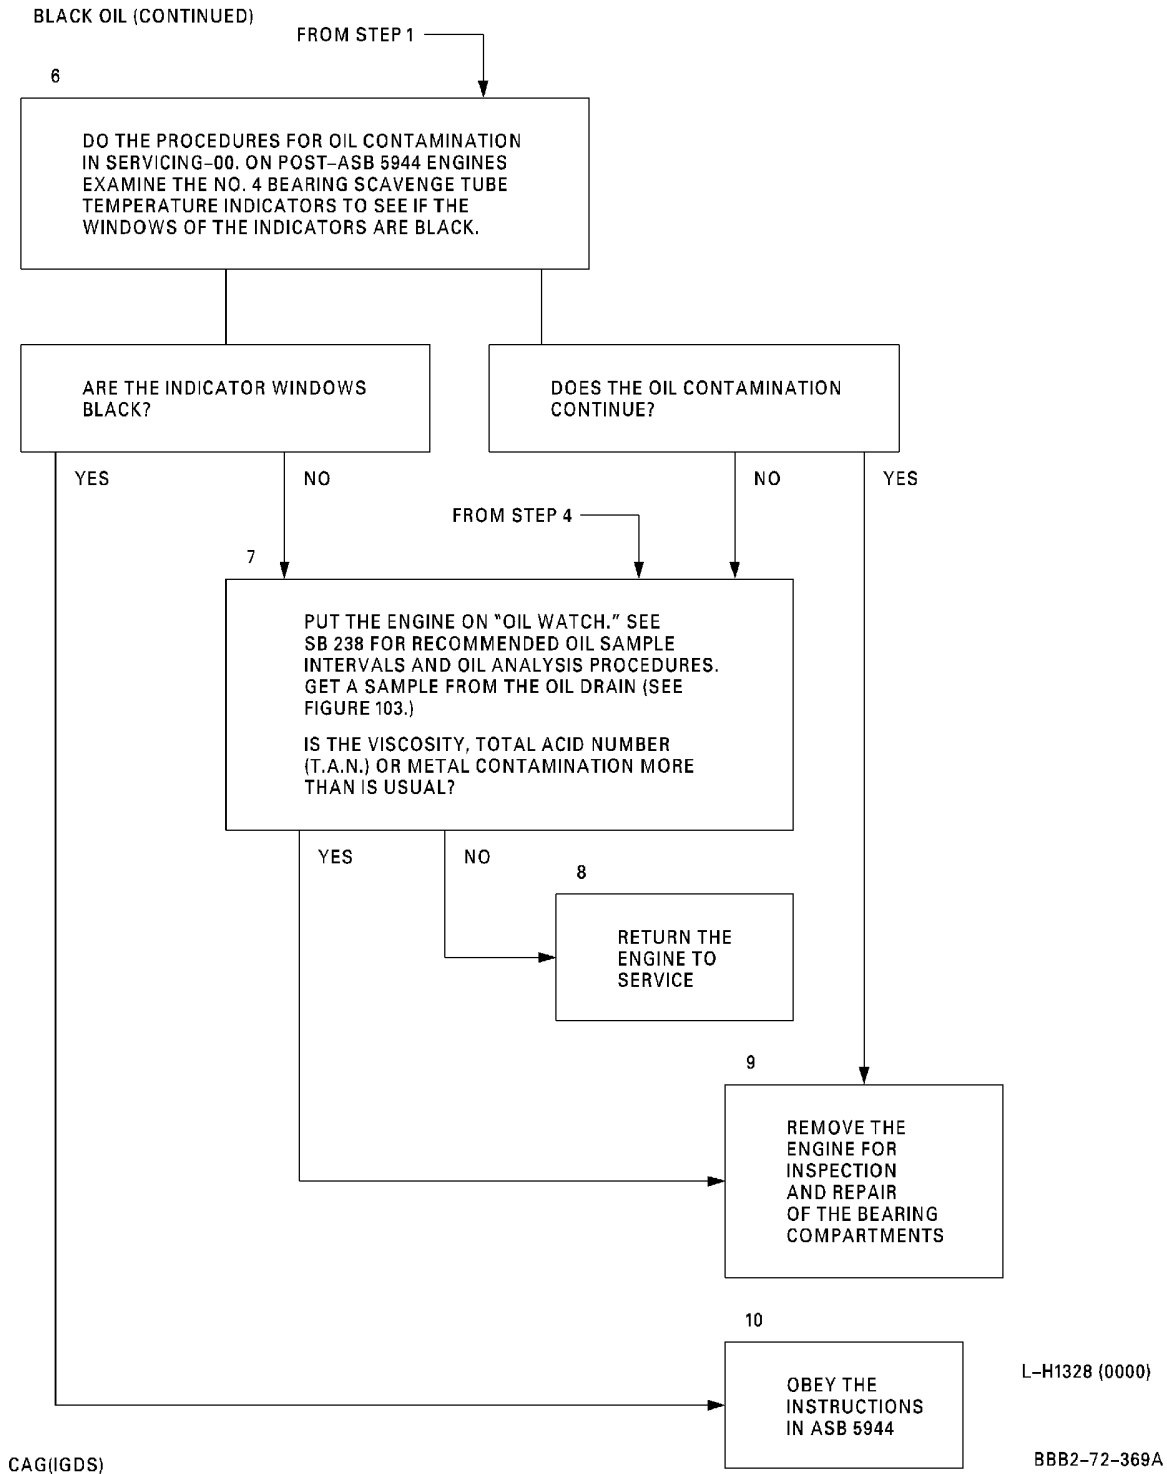 BLACK OIL (CONTINUED)
FROM STEP 1
6
DO THE PROCEDURES FOR OIL CONTAMINATION
IN SERVICING-00. ON POST-ASB 5944 ENGINES
EXAMINE THE NO. 4 BEARING SCAVENGE TUBE
TEMPERATURE INDICATORS TO SEE IF THE
WINDOWS OF THE INDICATORS ARE BLACK.
ARE THE INDICATOR WINDOWS
BLACK?
DOES THE OIL CONTAMINATION
CONTINUE?
YES
NO
NO
YES
FROM STEP 4
7
PUT THE ENGINE ON "OIL WATCH." SEE
SB 238 FOR RECOMMENDED OIL SAMPLE
INTERVALS AND OIL ANALYSIS PROCEDURES.
GET A SAMPLE FROM THE OIL DRAIN (SEE
FIGURE 103.)
IS THE VISCOSITY, TOTAL ACID NUMBER
(T.A.N.) OR METAL CONTAMINATION MORE
THAN IS USUAL?
YES
NO
8
RETURN THE
ENGINE TO
SERVICE
9
REMOVE THE
ENGINE FOR
INSPECTION
AND REPAIR
OF THE BEARING
COMPARTMENTS
10
OBEY THE
INSTRUCTIONS
IN ASB 5944
L-H1328 (0000)
CAG(IGDS)
BBB2-72-369A